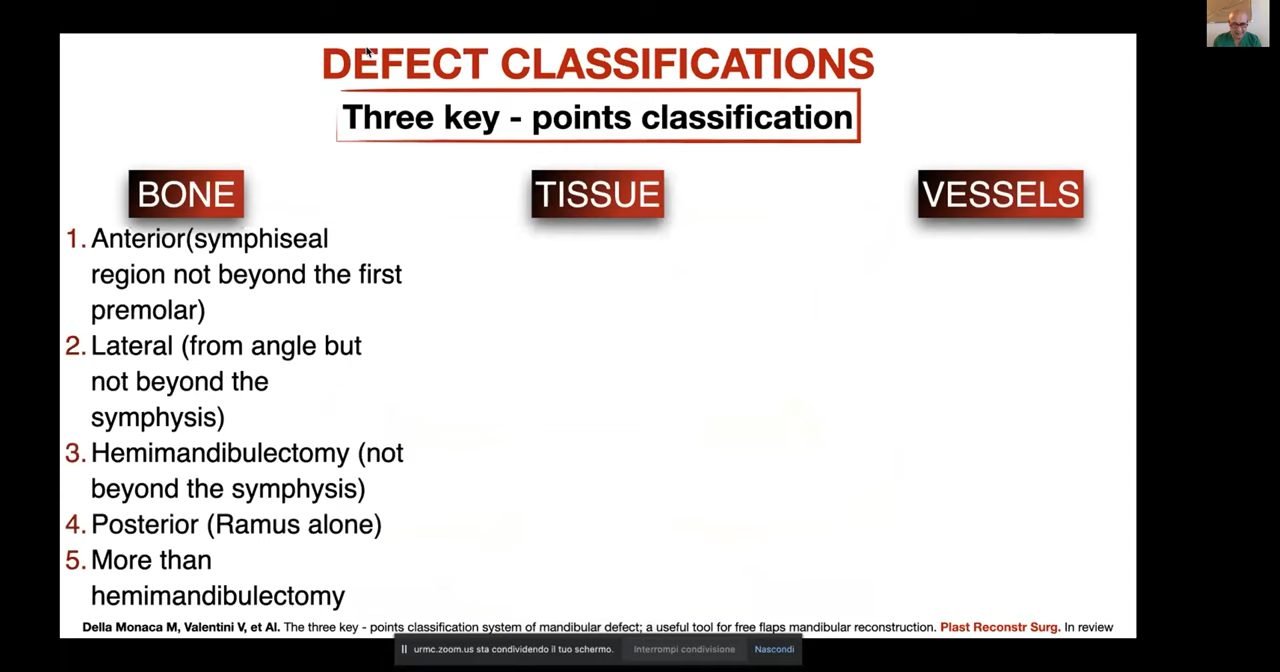 DEFECT CLASSIFICATIONS
Three key - points classification
BONE
TISSUE
VESSELS
1. Anterior(symphiseal
region not beyond the first
premolar)
2. Lateral (from angle but
not beyond the
symphysis)
3. Hemimandibulectomy (not
beyond the symphysis)
4. Posterior (Ramus alone)
5. More than
hemimandibulectomy
Della Monaca M, Valentini V, et Al. The three key - points classification system of mandibular defect; a useful tool for free flaps mandibular reconstruction. Plast Reconstr Surg. In review
urmc.zoom.us sta condividendo il tuo schermo. Interrompi condivisione Nascondi